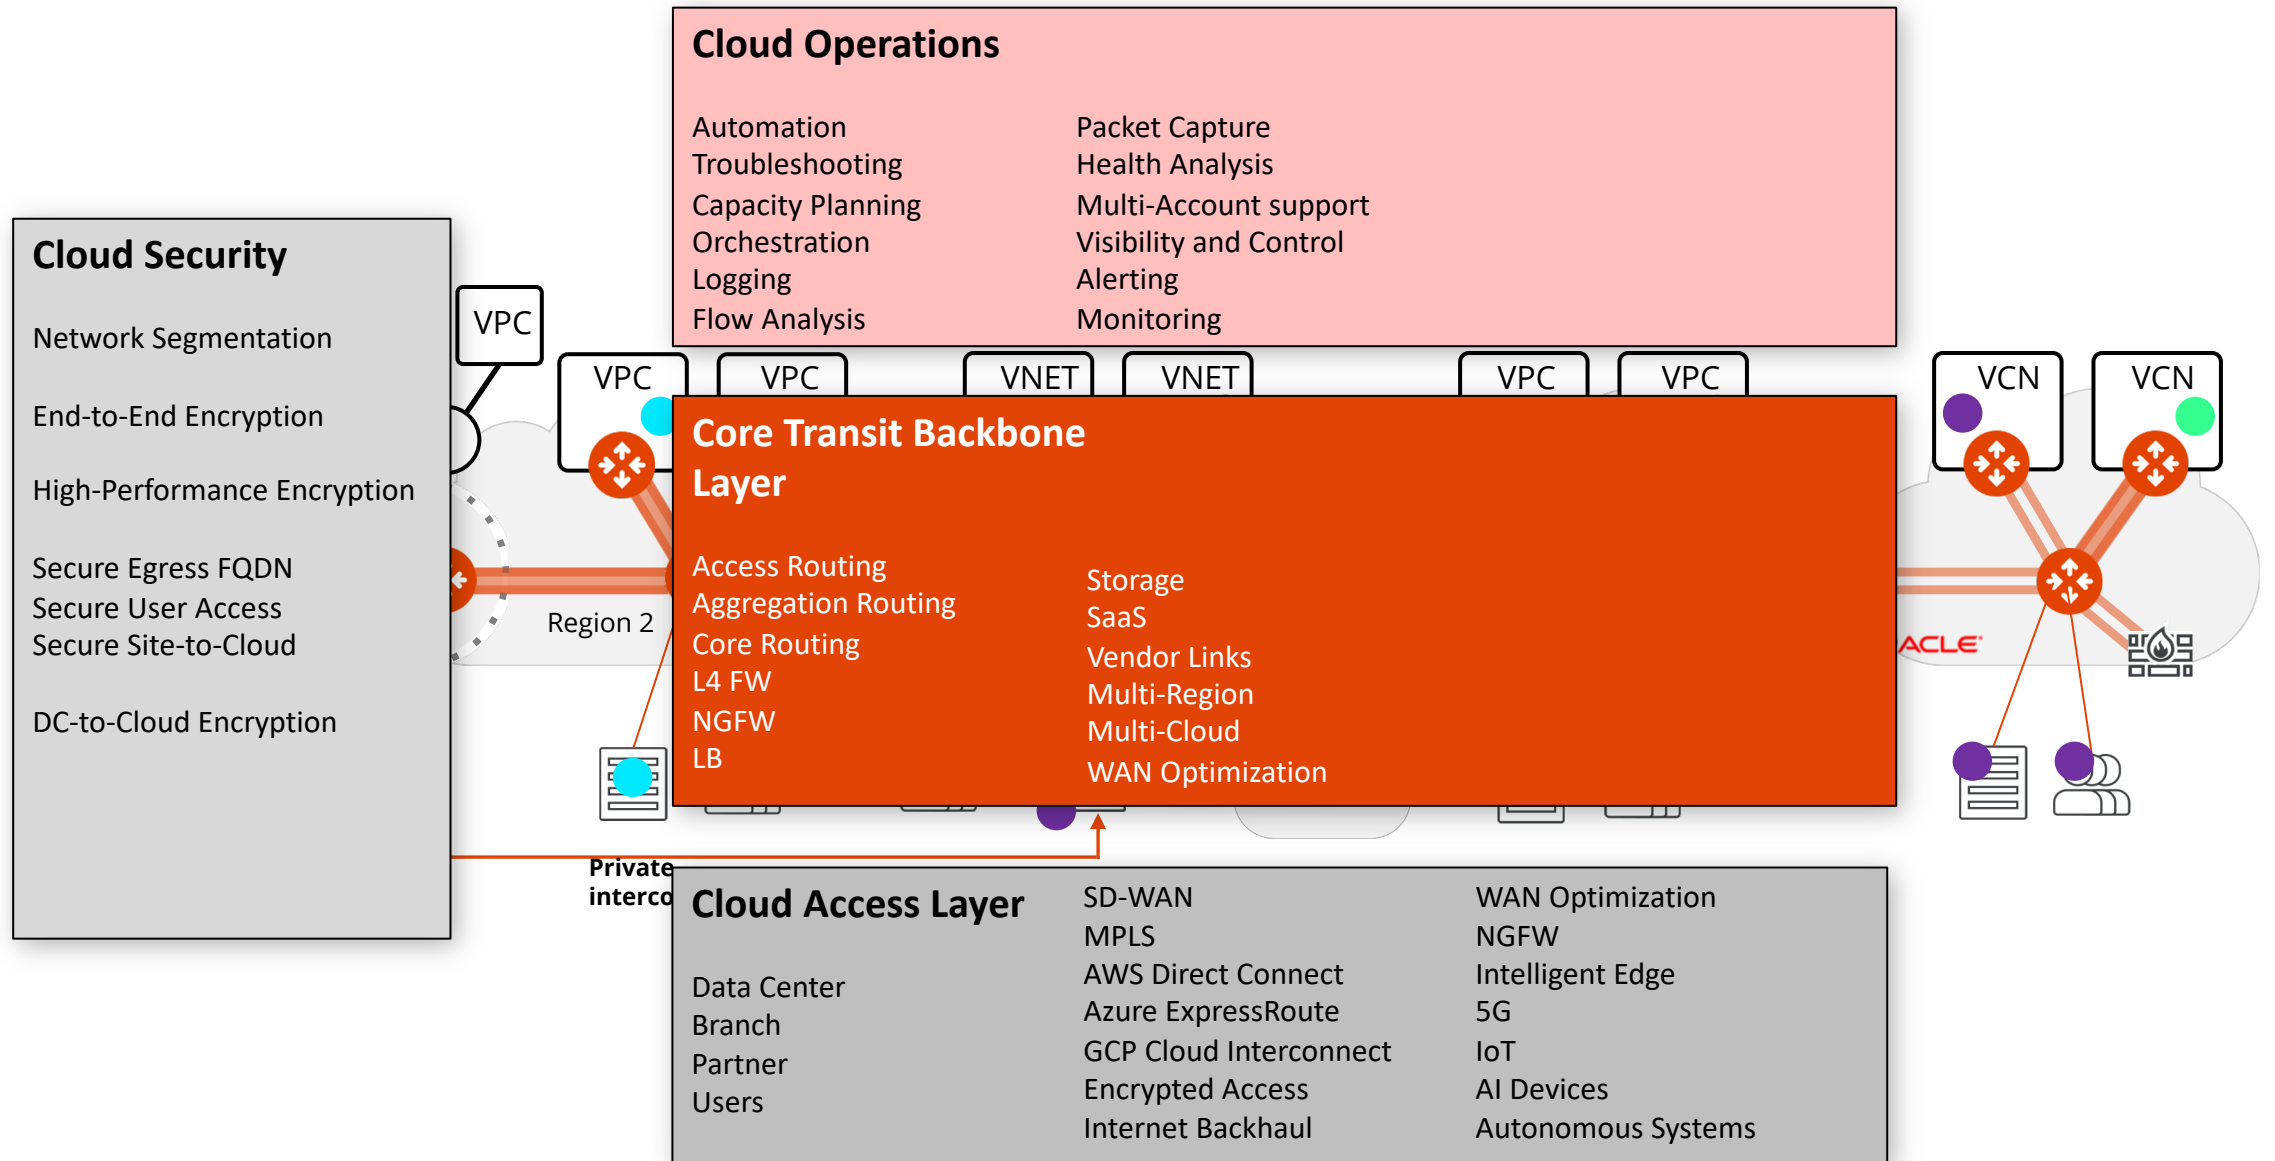 Cloud Operations
Automation
Troubleshooting
Capacity Planning
Orchestration
Logging
Flow Analysis
Packet Capture
Health Analysis
Multi-Account support
Visibility and Control
Alerting
Monitoring
Cloud Security
Network Segmentation
End-to-End Encryption
High-Performance Encryption
Secure Egress FQDN
Secure User Access
Secure Site-to-Cloud
DC-to-Cloud Encryption
VPC
VPC
VPC
VNET
VNET
VPC
VPC
VCN
VCN
Region 2
Core Transit Backbone
Layer
Access Routing
Aggregation Routing
Core Routing
L4 FW
NGFW
LB
Storage
SaaS
Vendor Links
Multi-Region
Multi-Cloud
WAN Optimization
ACLE
Private
interco
Cloud Access Layer
Data Center
Branch
Partner
Users
SD-WAN
MPLS
AWS Direct Connect
Azure ExpressRoute
GCP Cloud Interconnect
Encrypted Access
Internet Backhaul
WAN Optimization
NGFW
Intelligent Edge
5G
IoT
AI Devices
Autonomous Systems